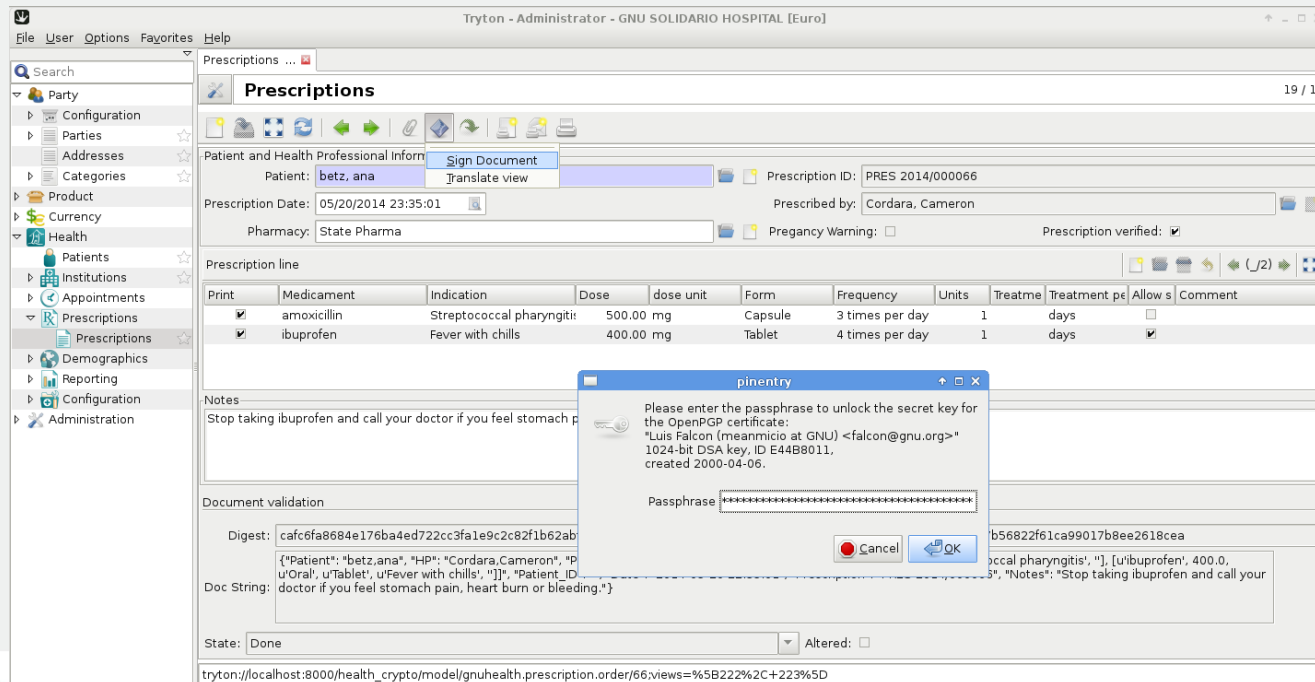 Tryton - Administrator - GNU SOLIDARIO HOSPITAL [Euro]
File User Options Favorites Help
Search
Party
Configuration
Parties
Addresses
Categories
Product
Currency
Health
Patients
Institutions
Appointments
Prescriptions
Prescriptions
Demographics
Reporting
Configuration
Administration
Prescriptions ...
Prescriptions
19 / 1
Sign Document
Translate view
Patient and Health Professional Inform
Patient: betz, ana
Prescription ID: PRES 2014/000066
Prescription Date: 05/20/2014 23:35:01
Prescribed by: Cordara, Cameron
Pharmacy: State Pharma
Pregancy Warning:
Prescription verified:
Prescription line
(_/2)
Print Medicament Indication Dose dose unit Form Frequency Units Treatme Treatment pe Allow s Comment
amoxicillin Streptococcal pharyngitis 500.00 mg Capsule 3 times per day 1 days
ibuprofen Fever with chills 400.00 mg Tablet 4 times per day 1 days
Notes
Stop taking ibuprofen and call your doctor if you feel stomach p
pinentry
Please enter the passphrase to unlock the secret key for
the OpenPGP certificate:
"Luis Falcon (meanmicio at GNU) <falcon@gnu.org>"
1024-bit DSA key, ID E44B8011,
created 2000-04-06.
Passphrase ****************************************
Cancel OK
Document validation
Digest: cafc6fa8684e176ba4ed722cc3fa1e9c2c82f1b62ab b56822f61ca99017b8ee2618cea
Doc String:
{"Patient": "betz,ana", "HP": "Cordara,Cameron", "P occal pharyngitis', ''], [u'ibuprofen', 400.0,
u'Oral', u'Tablet', u'Fever with chills', '']]", "Patient_ID "Notes": "Stop taking ibuprofen and call your
doctor if you feel stomach pain, heart burn or bleeding."}
State: Done
Altered:
tryton://localhost:8000/health_crypto/model/gnuhealth.prescription.order/66;views=%5B222%2C+223%5D